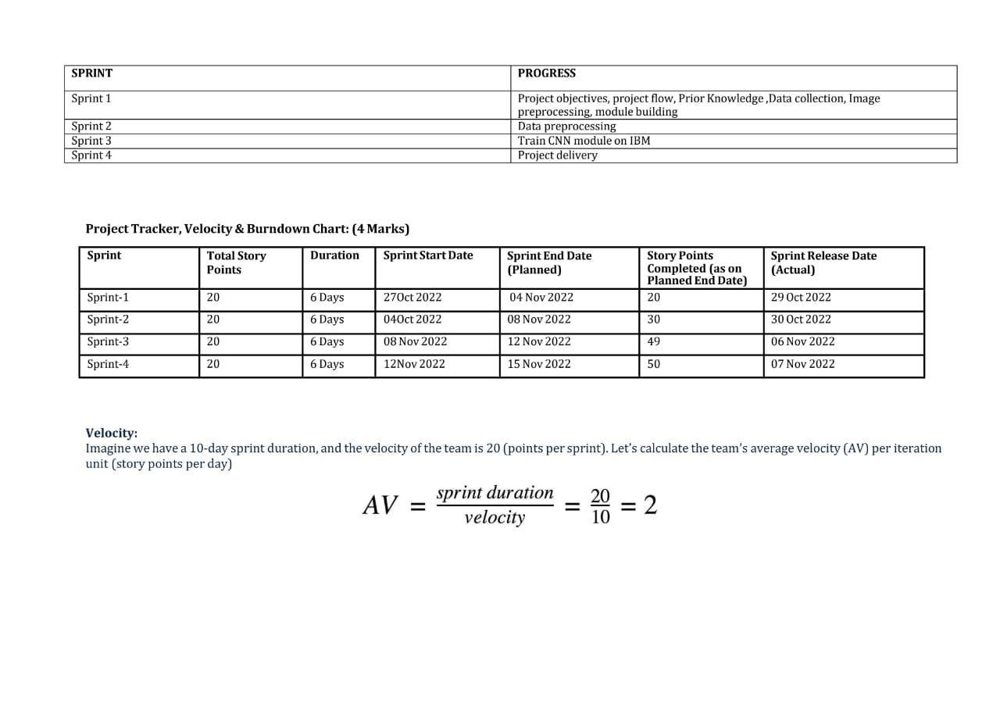 SPRINT PROGRESS
Sprint 1 Project objectives, project flow, Prior Knowledge ,Data collection, Image
preprocessing, module building
Sprint 2 Data preprocessing
Sprint 3 Train CNN module on IBM
Sprint 4 Project delivery
Project Tracker, Velocity & Burndown Chart: (4 Marks)
Sprint Total Story Points Duration Sprint Start Date Sprint End Date (Planned) Story Points Completed (as on Planned End Date) Sprint Release Date (Actual)
Sprint-1 20 6 Days 27Oct 2022 04 Nov 2022 20 29 Oct 2022
Sprint-2 20 6 Days 04Oct 2022 08 Nov 2022 30 30 Oct 2022
Sprint-3 20 6 Days 08 Nov 2022 12 Nov 2022 49 06 Nov 2022
Sprint-4 20 6 Days 12Nov 2022 15 Nov 2022 50 07 Nov 2022
Velocity:
Imagine we have a 10-day sprint duration, and the velocity of the team is 20 (points per sprint). Let’s calculate the team’s average velocity (AV) per iteration
unit (story points per day)
AV = sprint duration / velocity = 20 / 10 = 2